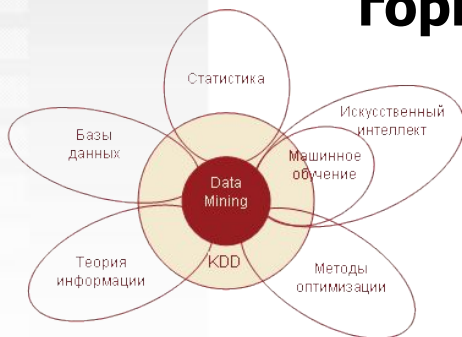 Статистика
Искусственный
интеллект
Базы
данных
Машинное
обучение
Data
Mining
KDD
Теория
информации
Методы
оптимизации